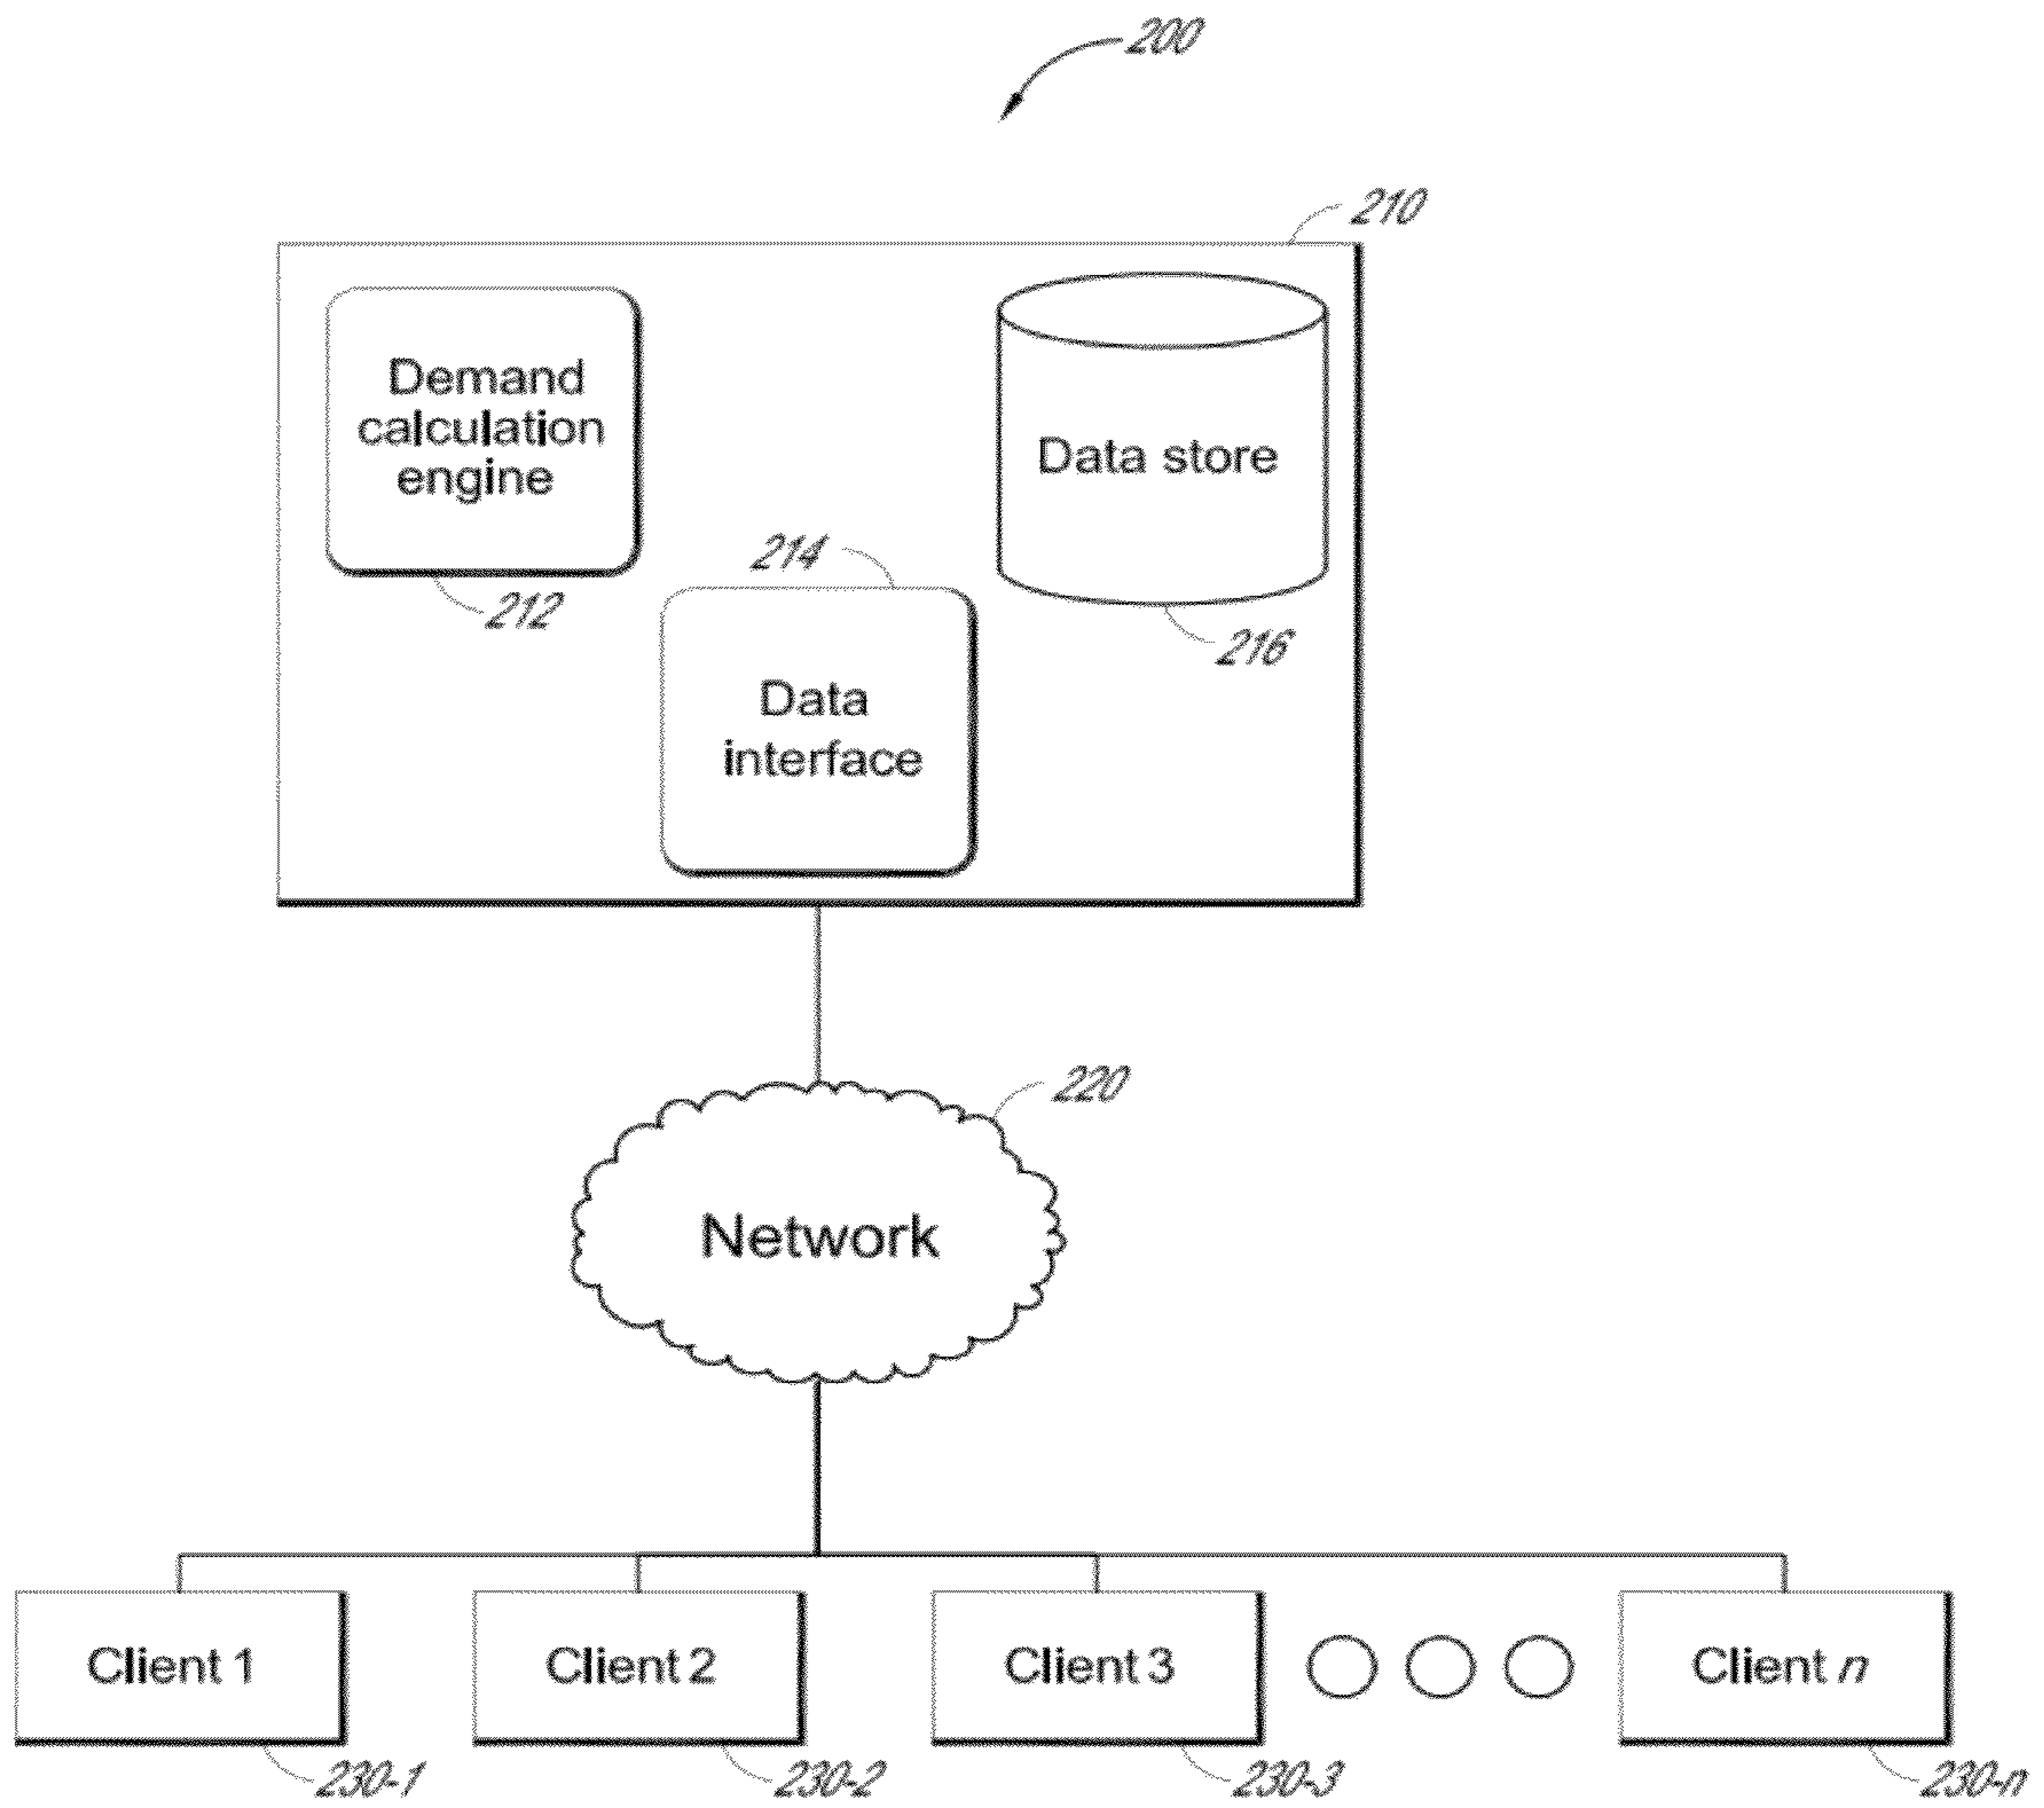 200
210
Demand
calculation
engine
Data store
214
212
216
Data
interface
220
Network
Client 1
Client 2
Client 3
Client n
230-1
230-2
230-3
230-n